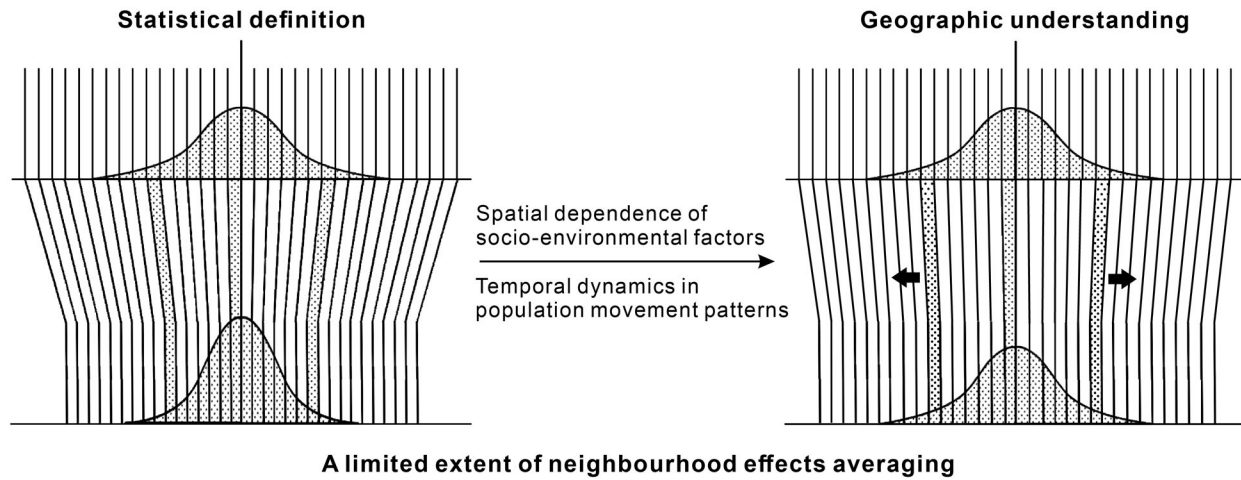 Statistical definition
Geographic understanding
Spatial dependence of
socio-environmental factors
Temporal dynamics in
population movement patterns
A limited extent of neighbourhood effects averaging